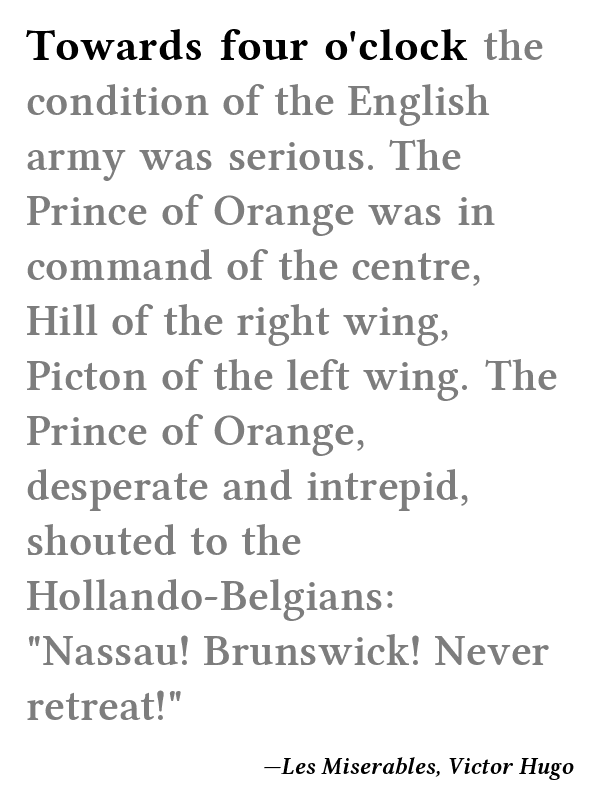 Towards four o'clock the
condition of the English
army was serious. The
Prince of Orange was in
command of the centre,
Hill of the right wing,
Picton of the left wing. The
Prince of Orange,
desperate and intrepid,
shouted to the
Hollando-Belgians:
"Nassau! Brunswick! Never
retreat!"
—Les Miserables, Victor Hugo